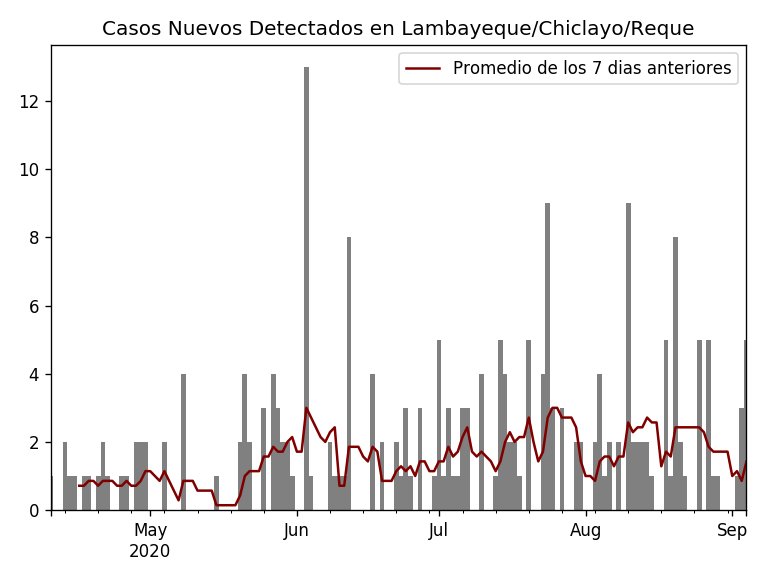 Casos Nuevos Detectados en Lambayeque/Chiclayo/Reque
Promedio de los 7 dias anteriores
12
10
8
6
4
2
0
May
2020
Jun
Jul
Aug
Sep